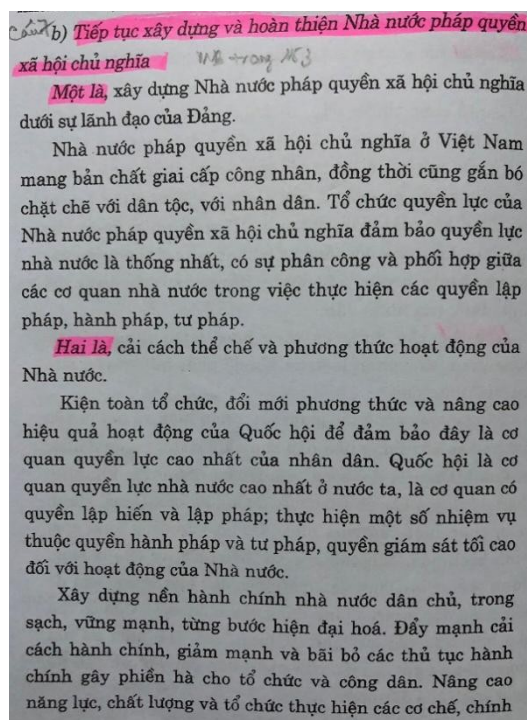 b) Tiếp tục xây dựng và hoàn thiện Nhà nước pháp quyền
xã hội chủ nghĩa
Một là, xây dựng Nhà nước pháp quyền xã hội chủ nghĩa
dưới sự lãnh đạo của Đảng.
Nhà nước pháp quyền xã hội chủ nghĩa ở Việt Nam
mang bản chất giai cấp công nhân, đồng thời cũng gắn bó
chặt chẽ với dân tộc, với nhân dân. Tổ chức quyền lực của
Nhà nước pháp quyền xã hội chủ nghĩa đảm bảo quyền lực
nhà nước là thống nhất, có sự phân công và phối hợp giữa
các cơ quan nhà nước trong việc thực hiện các quyền lập
pháp, hành pháp, tư pháp.
Hai là, cải cách thể chế và phương thức hoạt động của
Nhà nước.
Kiện toàn tổ chức, đổi mới phương thức và nâng cao
hiệu quả hoạt động của Quốc hội để đảm bảo đây là cơ
quan quyền lực cao nhất của nhân dân. Quốc hội là cơ
quan quyền lực nhà nước cao nhất ở nước ta, là cơ quan có
quyền lập hiến và lập pháp; thực hiện một số nhiệm vụ
thuộc quyền hành pháp và tư pháp, quyền giám sát tối cao
đối với hoạt động của Nhà nước.
Xây dựng nền hành chính nhà nước dân chủ, trong
sạch, vững mạnh, từng bước hiện đại hoá. Đẩy mạnh cải
cách hành chính, giảm mạnh và bãi bỏ các thủ tục hành
chính gây phiền hà cho tổ chức và công dân. Nâng cao
năng lực, chất lượng và tổ chức thực hiện các cơ chế, chính